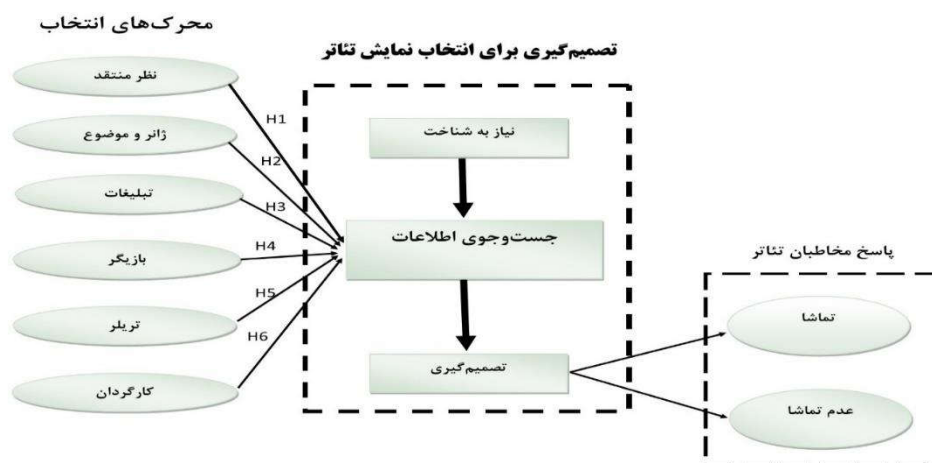 محرک‌های انتخاب
نظر منتقد
ژانر و موضوع
تبلیغات
بازیگر
تریلر
کارگردان
H1
H2
H3
H4
H5
H6
تصمیم‌گیری برای انتخاب نمایش تئاتر
نیاز به شناخت
جست‌وجوی اطلاعات
تصمیم‌گیری
پاسخ مخاطبان تئاتر
تماشا
عدم تماشا